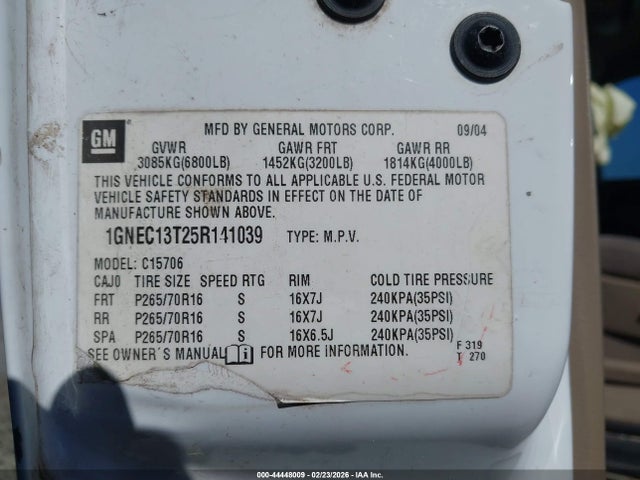 GM
MFD BY GENERAL MOTORS CORP. 09/04
GVWR GAWR FRT GAWR RR
3085KG(6800LB) 1452KG(3200LB) 1814KG(4000LB)
THIS VEHICLE CONFORMS TO ALL APPLICABLE U.S. FEDERAL MOTOR
VEHICLE SAFETY STANDARDS IN EFFECT ON THE DATE OF
MANUFACTURE SHOWN ABOVE.
1GNEC13T25R141039 TYPE: M.P.V.
MODEL: C15706
CAJ0 TIRE SIZE SPEED RTG RIM COLD TIRE PRESSURE
FRT P265/70R16 S 16X7J 240KPA(35PSI)
RR P265/70R16 S 16X7J 240KPA(35PSI)
SPA P265/70R16 S 16X6.5J 240KPA(35PSI)
SEE OWNER'S MANUAL FOR MORE INFORMATION.
F 319
T 270
000-44448009 - 02/23/2026 - IAA Inc.